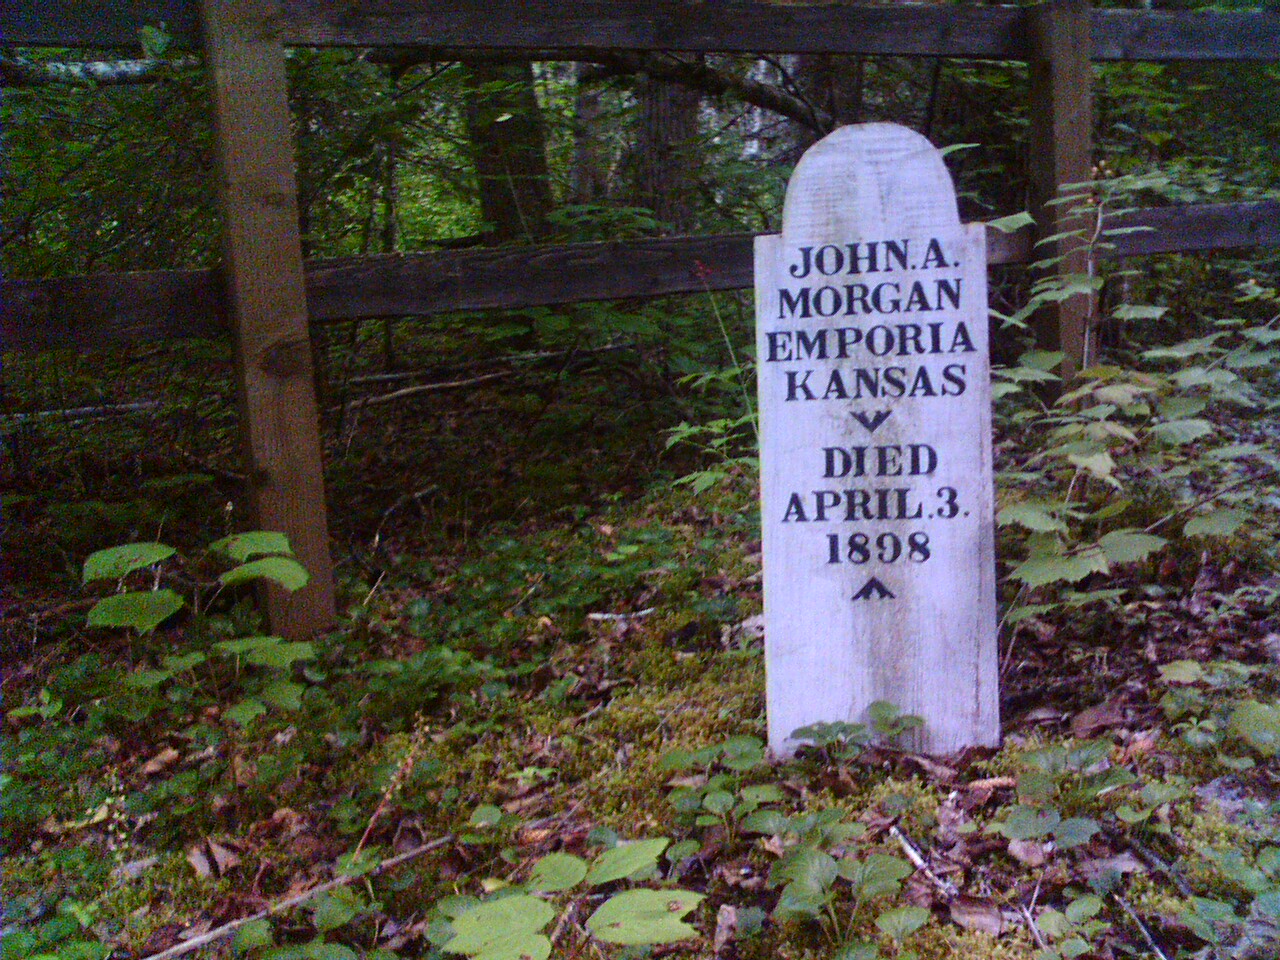 JOHN.A.
MORGAN
EMPORIA
KANSAS
DIED
APRIL.3.
1898